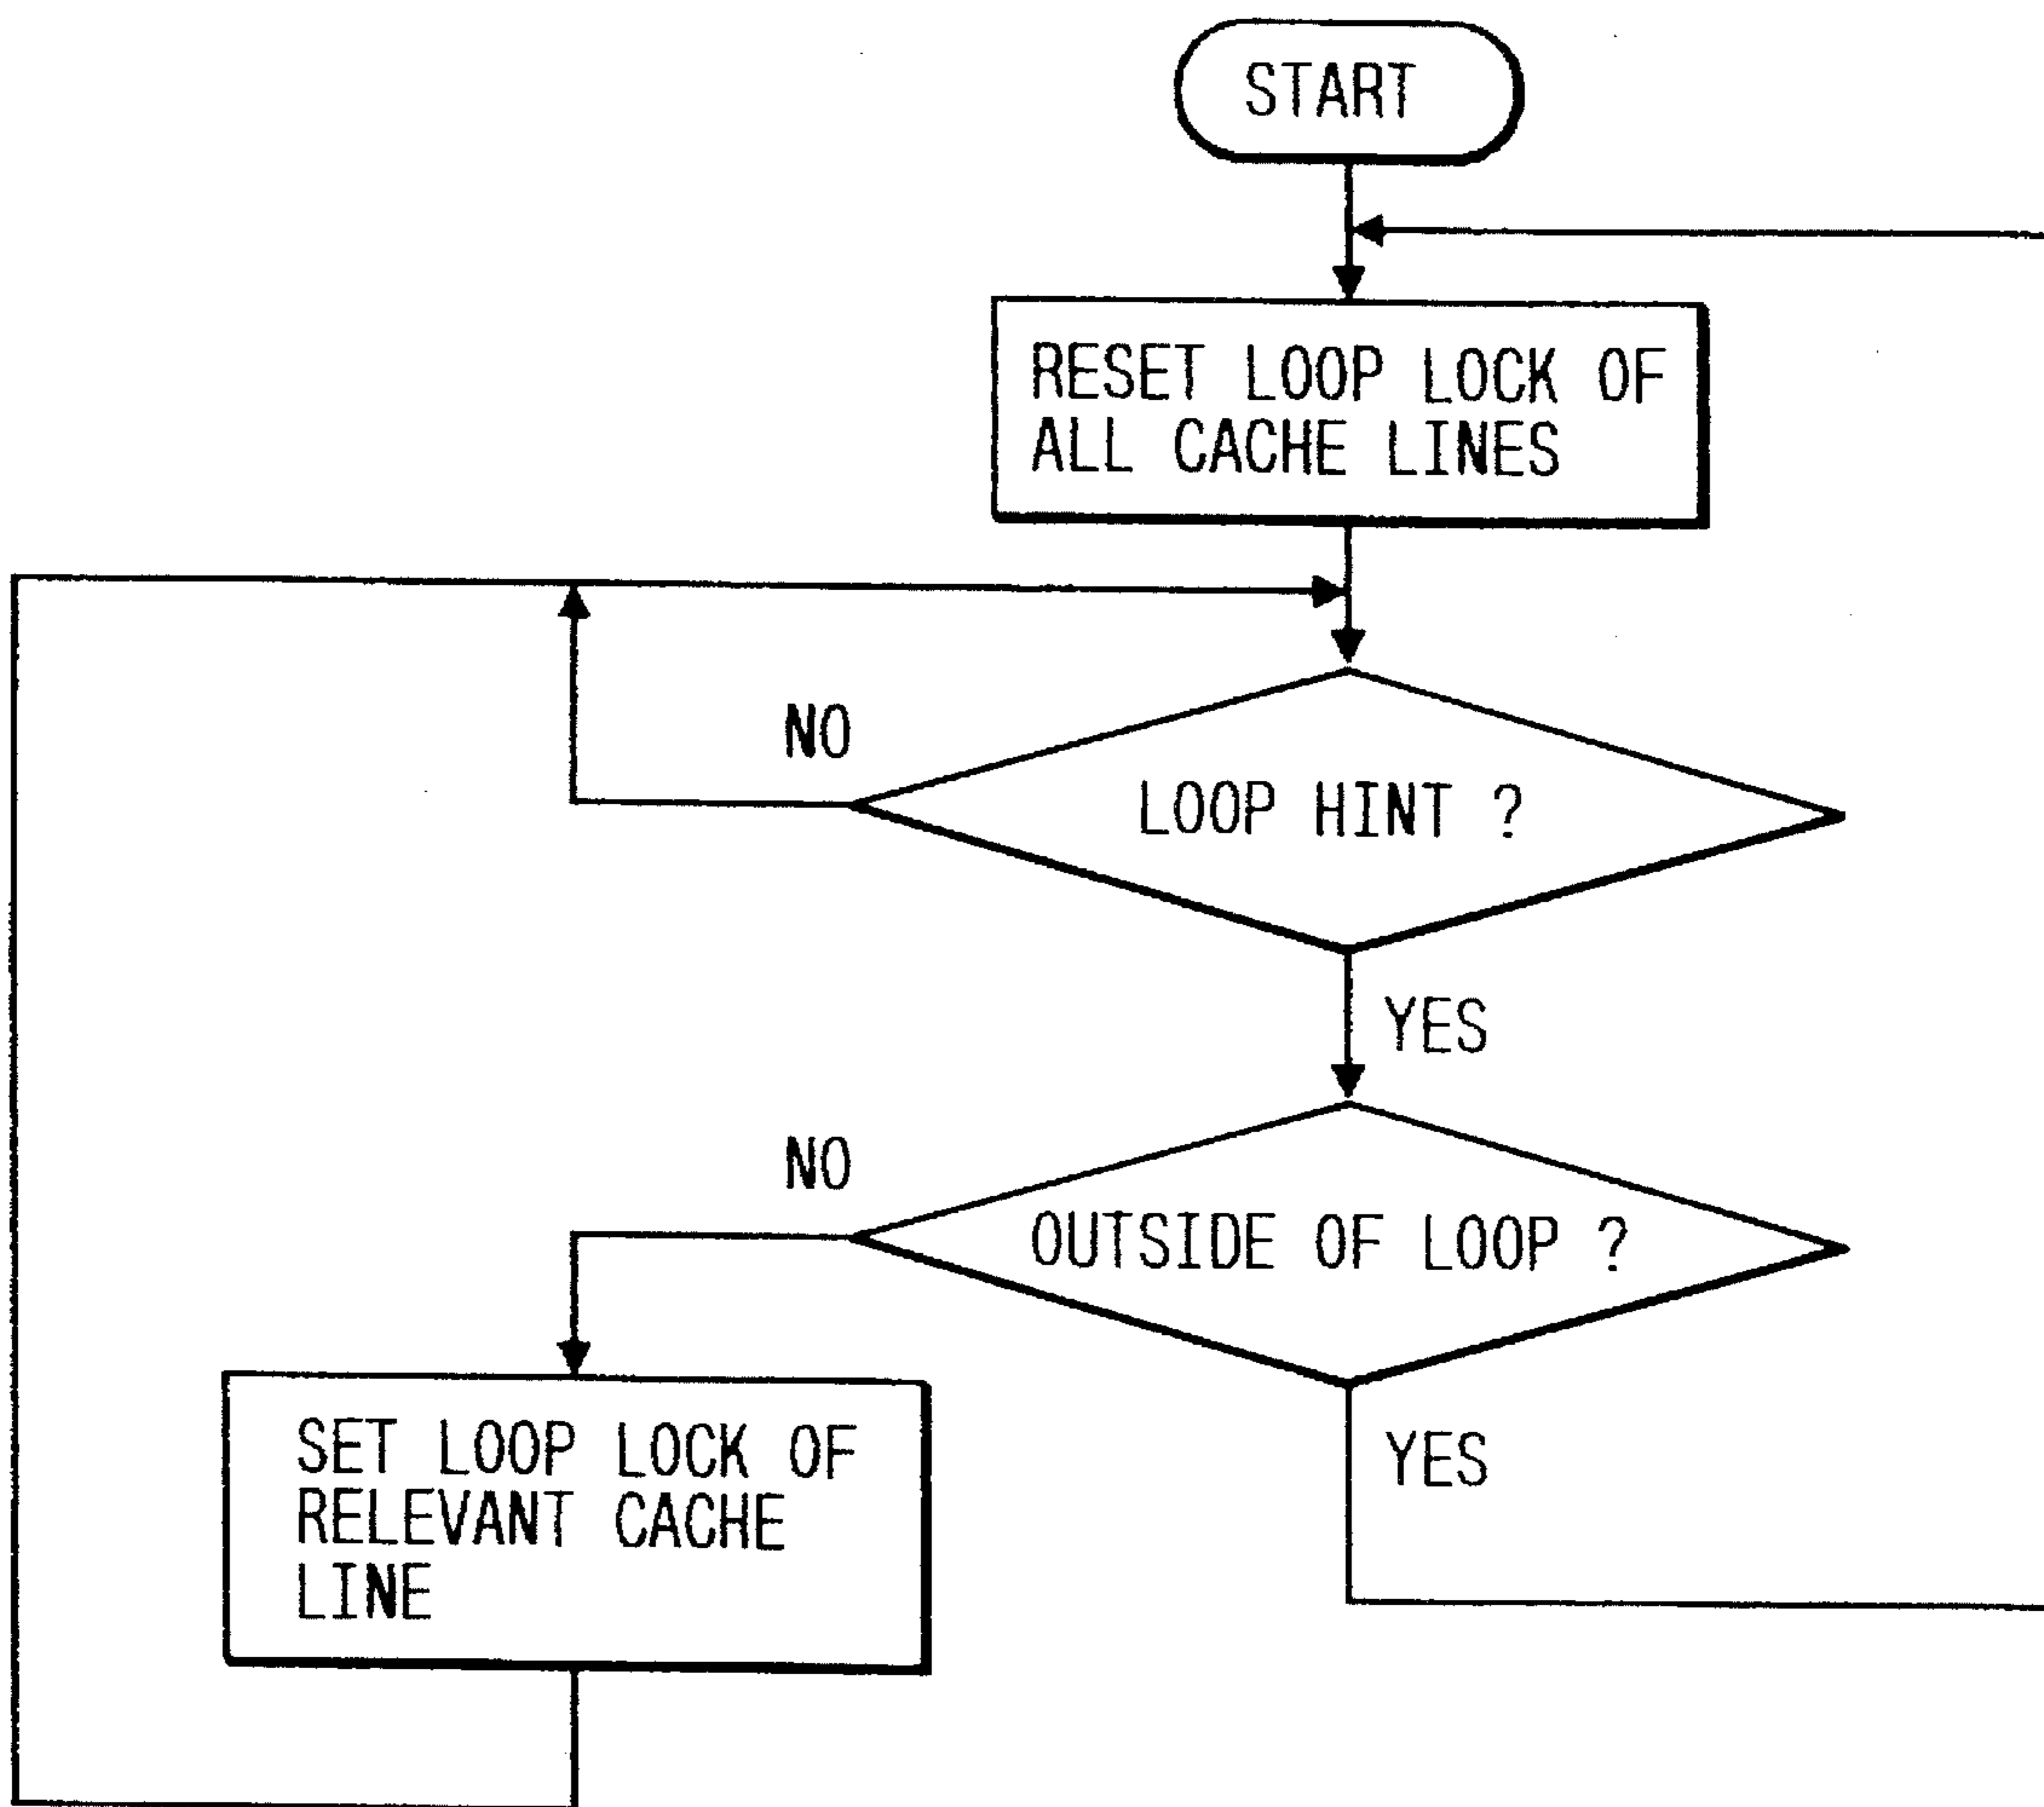 START
RESET LOOP LOCK OF
ALL CACHE LINES
NO
LOOP HINT ?
YES
NO
OUTSIDE OF LOOP ?
YES
SET LOOP LOCK OF
RELEVANT CACHE
LINE